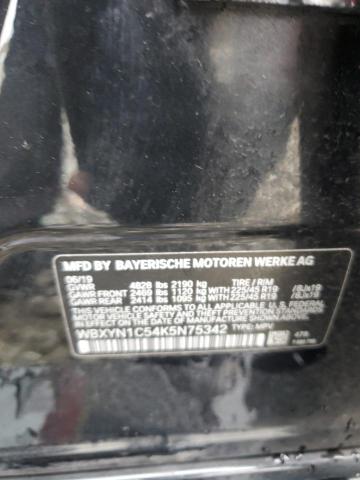 MFD BY BAYERISCHE MOTOREN WERKE AG
06/19 TIRE / RIM
GVWR 4828 lbs 2190 kg
GAWR FRONT 2469 lbs 1120 kg WITH 225/45 R19 /8Jx19
GAWR REAR 2414 lbs 1095 kg WITH 225/45 R19 /8Jx19
THIS VEHICLE CONFORMS TO ALL APPLICABLE
U.S. FEDERAL MOTOR VEHICLE SAFETY, BUMPER,
AND THEFT PREVENTION STANDARDS IN EFFECT
ON THE DATE OF MANUFACTURE SHOWN ABOVE.
WBXYN1C54K5N75342 TYPE: MPV
475